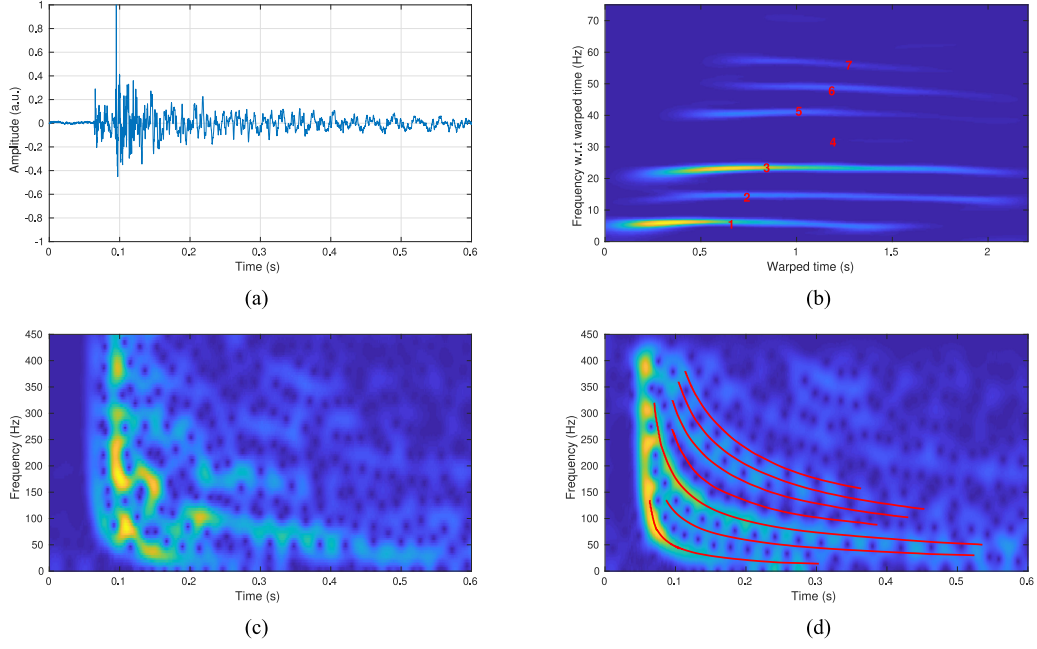 1
0.8
0.6
0.4
0.2
0
-0.2
-0.4
-0.6
-0.8
-1
Amplitude (a.u.)
0 0.1 0.2 0.3 0.4 0.5 0.6
Time (s)
(a)
70
60
50
40
30
20
10
0
Frequency w.r.t warped time (Hz)
7
6
5
4
3
2
1
0 0.5 1 1.5 2
Warped time (s)
(b)
450
400
350
300
250
200
150
100
50
0
Frequency (Hz)
0 0.1 0.2 0.3 0.4 0.5 0.6
Time (s)
(c)
450
400
350
300
250
200
150
100
50
0
Frequency (Hz)
0 0.1 0.2 0.3 0.4 0.5 0.6
Time (s)
(d)